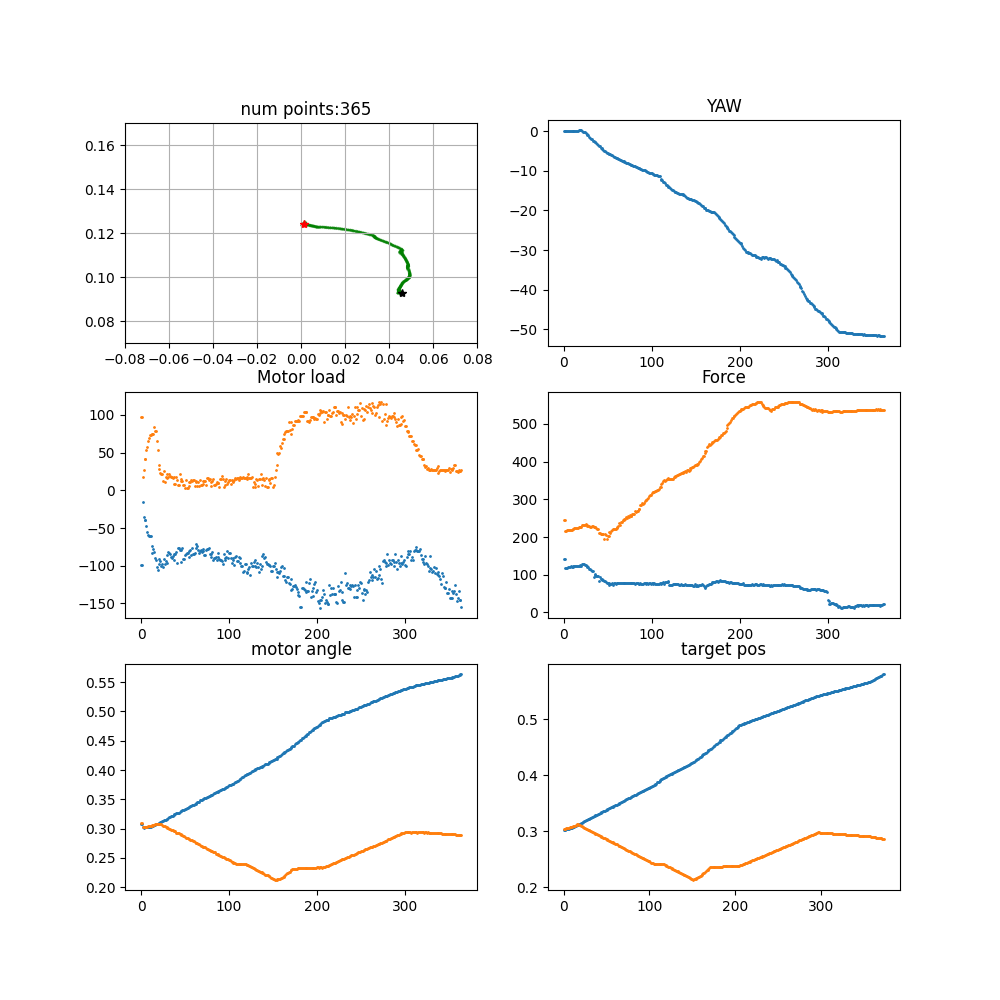 num points:365
0.16
0.14
0.12
0.10
0.08
−0.08 −0.06 −0.04 −0.02 0.00 0.02 0.04 0.06 0.08
YAW
0
−10
−20
−30
−40
−50
0 100 200 300
Motor load
100
50
0
−50
−100
−150
0 100 200 300
Force
500
400
300
200
100
0
0 100 200 300
motor angle
0.55
0.50
0.45
0.40
0.35
0.30
0.25
0.20
0 100 200 300
target pos
0.5
0.4
0.3
0.2
0 100 200 300